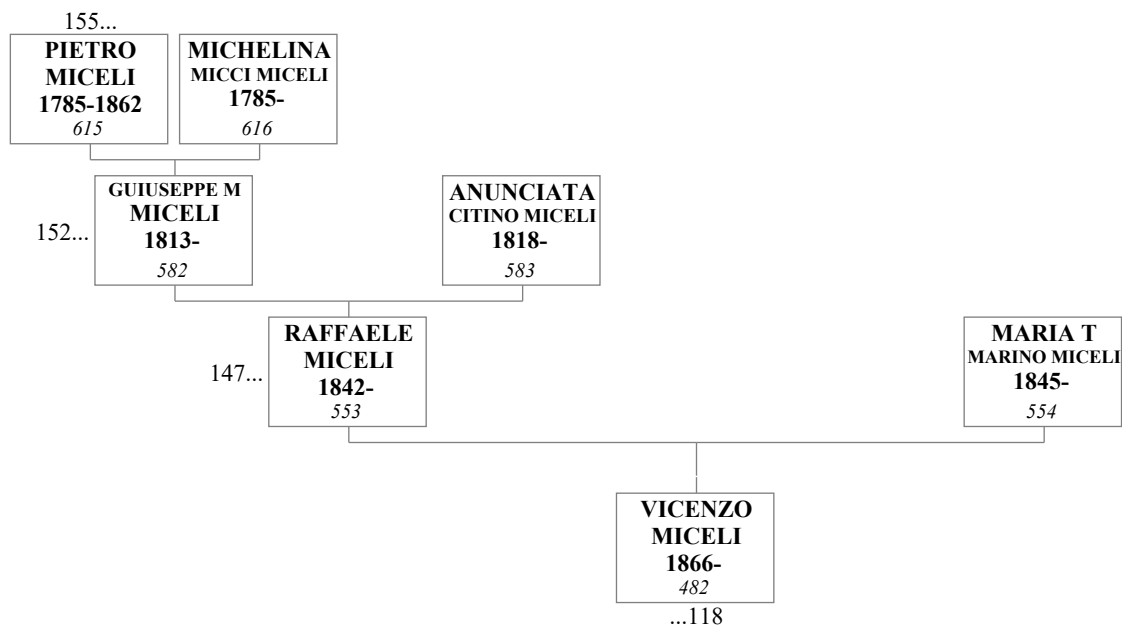 155...
PIETRO
MICELI
1785-1862
615
MICHELINA
MICCI MICELI
1785-
616
152...
GUIUSEPPE M
MICELI
1813-
582
ANUNCIATA
CITINO MICELI
1818-
583
147...
RAFFAELE
MICELI
1842-
553
MARIA T
MARINO MICELI
1845-
554
VICENZO
MICELI
1866-
482
...118